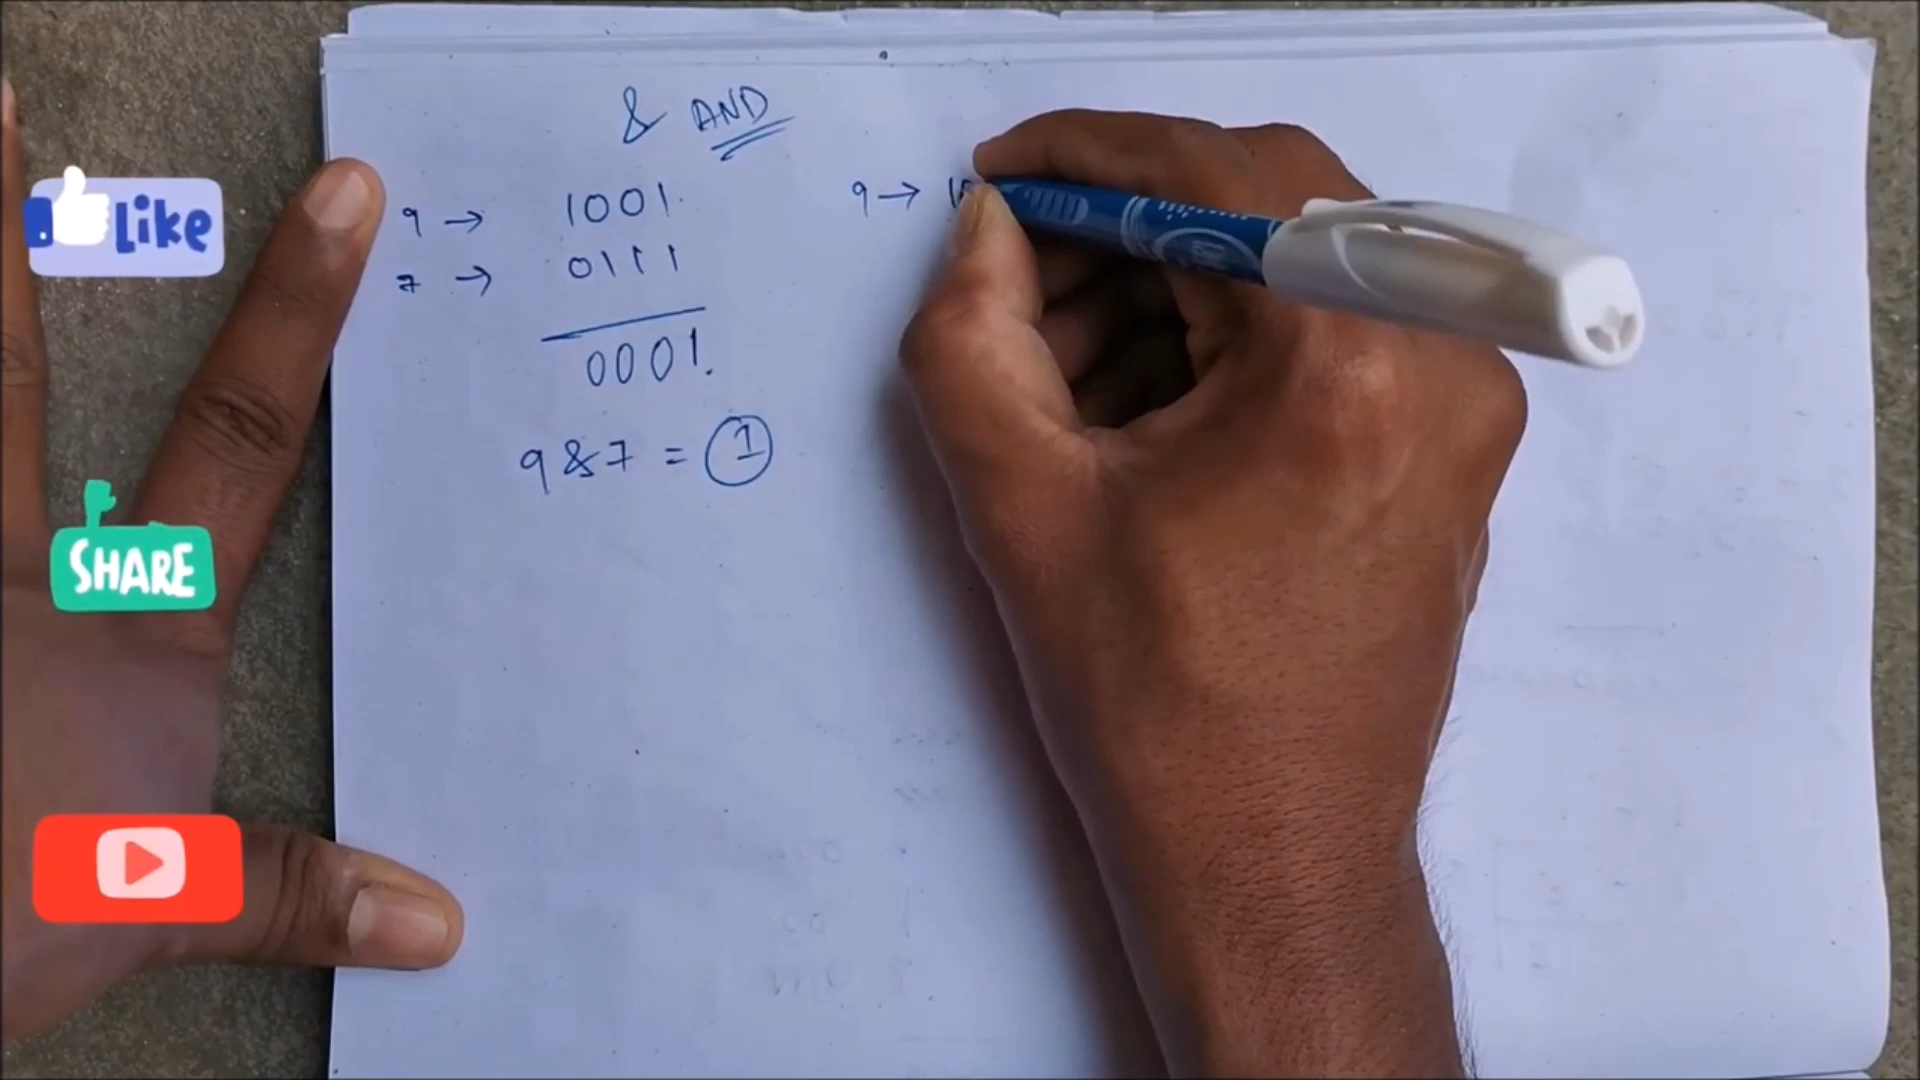 & AND
9 → 1001
7 → 0111
0001.
9 & 7 = 1
9 →
Like
SHARE